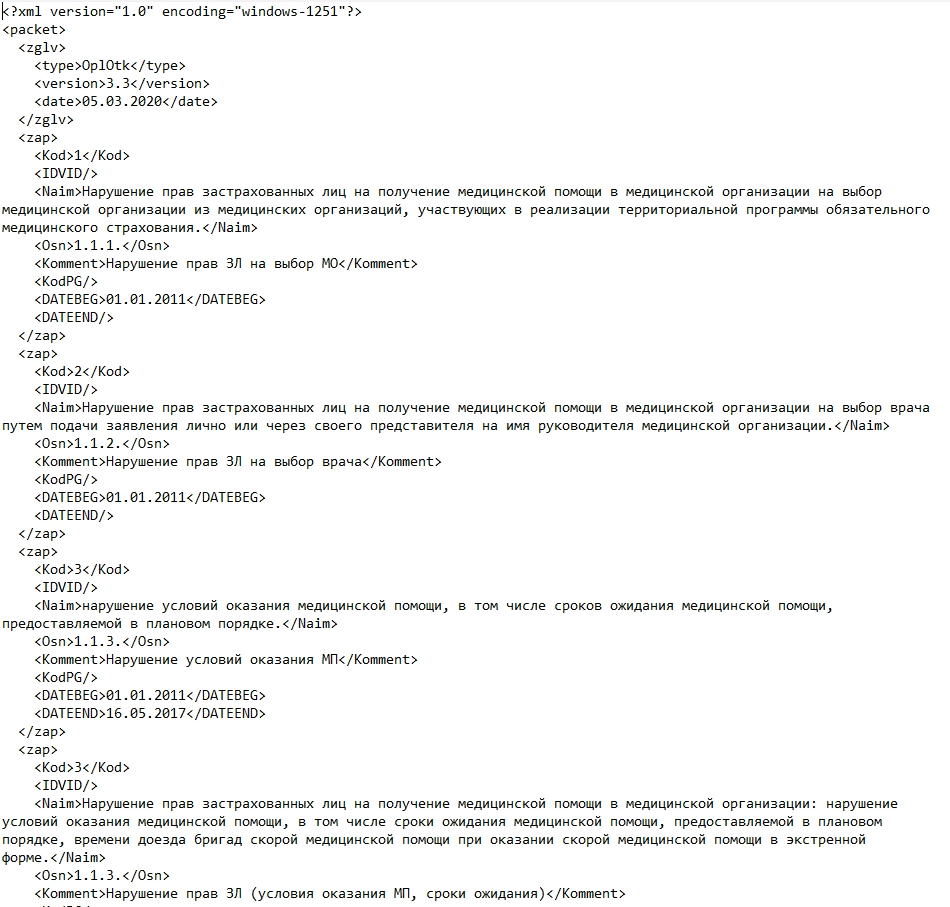 <?xml version="1.0" encoding="windows-1251"?>
<packet>
  <zglv>
    <type>OplOtk</type>
    <version>3.3</version>
    <date>05.03.2020</date>
  </zglv>
  <zap>
    <Kod>1</Kod>
    <IDVID/>
    <Naim>Нарушение прав застрахованных лиц на получение медицинской помощи в медицинской организации на выбор
медицинской организации из медицинских организаций, участвующих в реализации территориальной программы обязательного
медицинского страхования.</Naim>
    <Osn>1.1.1.</Osn>
    <Komment>Нарушение прав ЗЛ на выбор МО</Komment>
    <KodPG/>
    <DATEBEG>01.01.2011</DATEBEG>
    <DATEEND/>
  </zap>
  <zap>
    <Kod>2</Kod>
    <IDVID/>
    <Naim>Нарушение прав застрахованных лиц на получение медицинской помощи в медицинской организации на выбор врача
путем подачи заявления лично или через своего представителя на имя руководителя медицинской организации.</Naim>
    <Osn>1.1.2.</Osn>
    <Komment>Нарушение прав ЗЛ на выбор врача</Komment>
    <KodPG/>
    <DATEBEG>01.01.2011</DATEBEG>
    <DATEEND/>
  </zap>
  <zap>
    <Kod>3</Kod>
    <IDVID/>
    <Naim>нарушение условий оказания медицинской помощи, в том числе сроков ожидания медицинской помощи,
предоставляемой в плановом порядке.</Naim>
    <Osn>1.1.3.</Osn>
    <Komment>Нарушение условий оказания МП</Komment>
    <KodPG/>
    <DATEBEG>01.01.2011</DATEBEG>
    <DATEEND>16.05.2017</DATEEND>
  </zap>
  <zap>
    <Kod>3</Kod>
    <IDVID/>
    <Naim>Нарушение прав застрахованных лиц на получение медицинской помощи в медицинской организации: нарушение
условий оказания медицинской помощи, в том числе сроки ожидания медицинской помощи, предоставляемой в плановом
порядке, времени доезда бригад скорой медицинской помощи при оказании скорой медицинской помощи в экстренной
форме.</Naim>
    <Osn>1.1.3.</Osn>
    <Komment>Нарушение прав ЗЛ (условия оказания МП, сроки ожидания)</Komment>